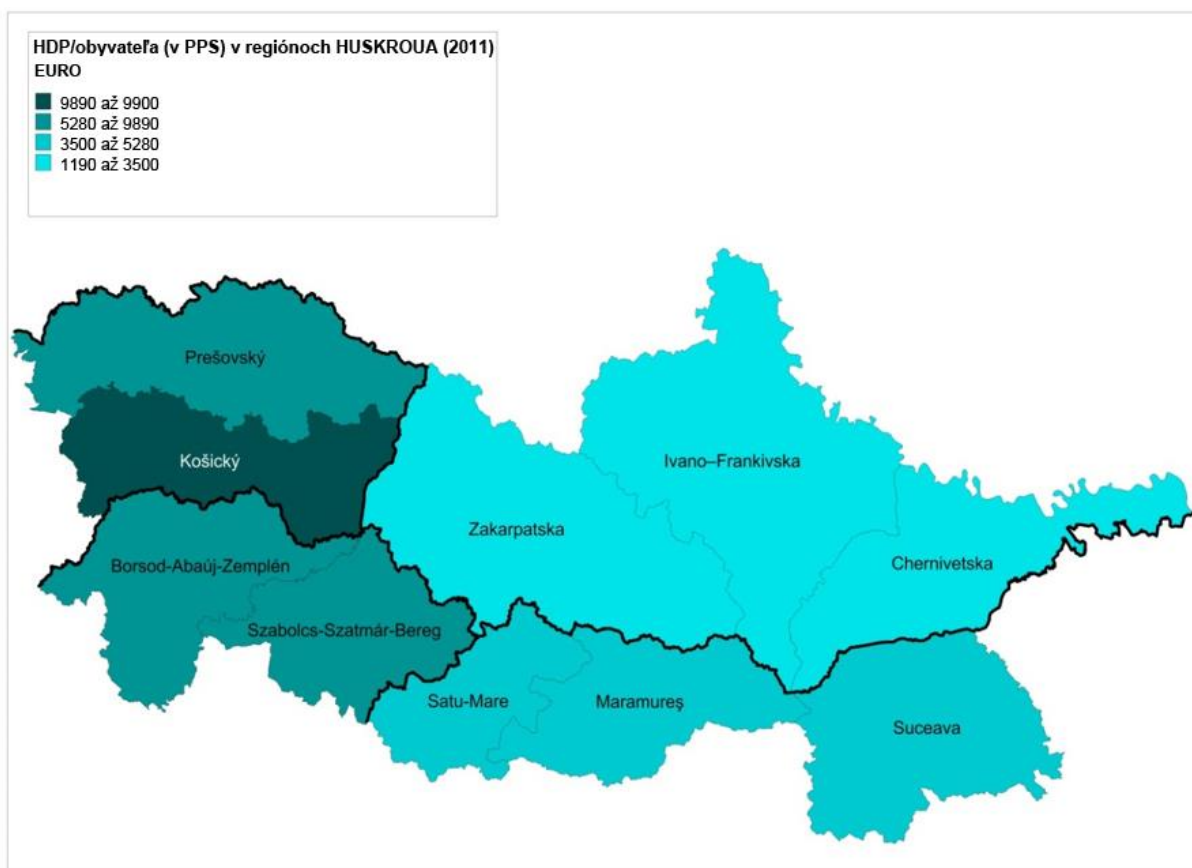 HDP/obyvateľa (v PPS) v regiónoch HUSKROUA (2011)
EURO
9890 až 9900
5280 až 9890
3500 až 5280
1190 až 3500
Prešovský
Košický
Ivano–Frankivska
Zakarpatska
Borsod-Abaúj-Zemplén
Chernivetska
Szabolcs-Szatmár-Bereg
Satu-Mare
Maramureş
Suceava